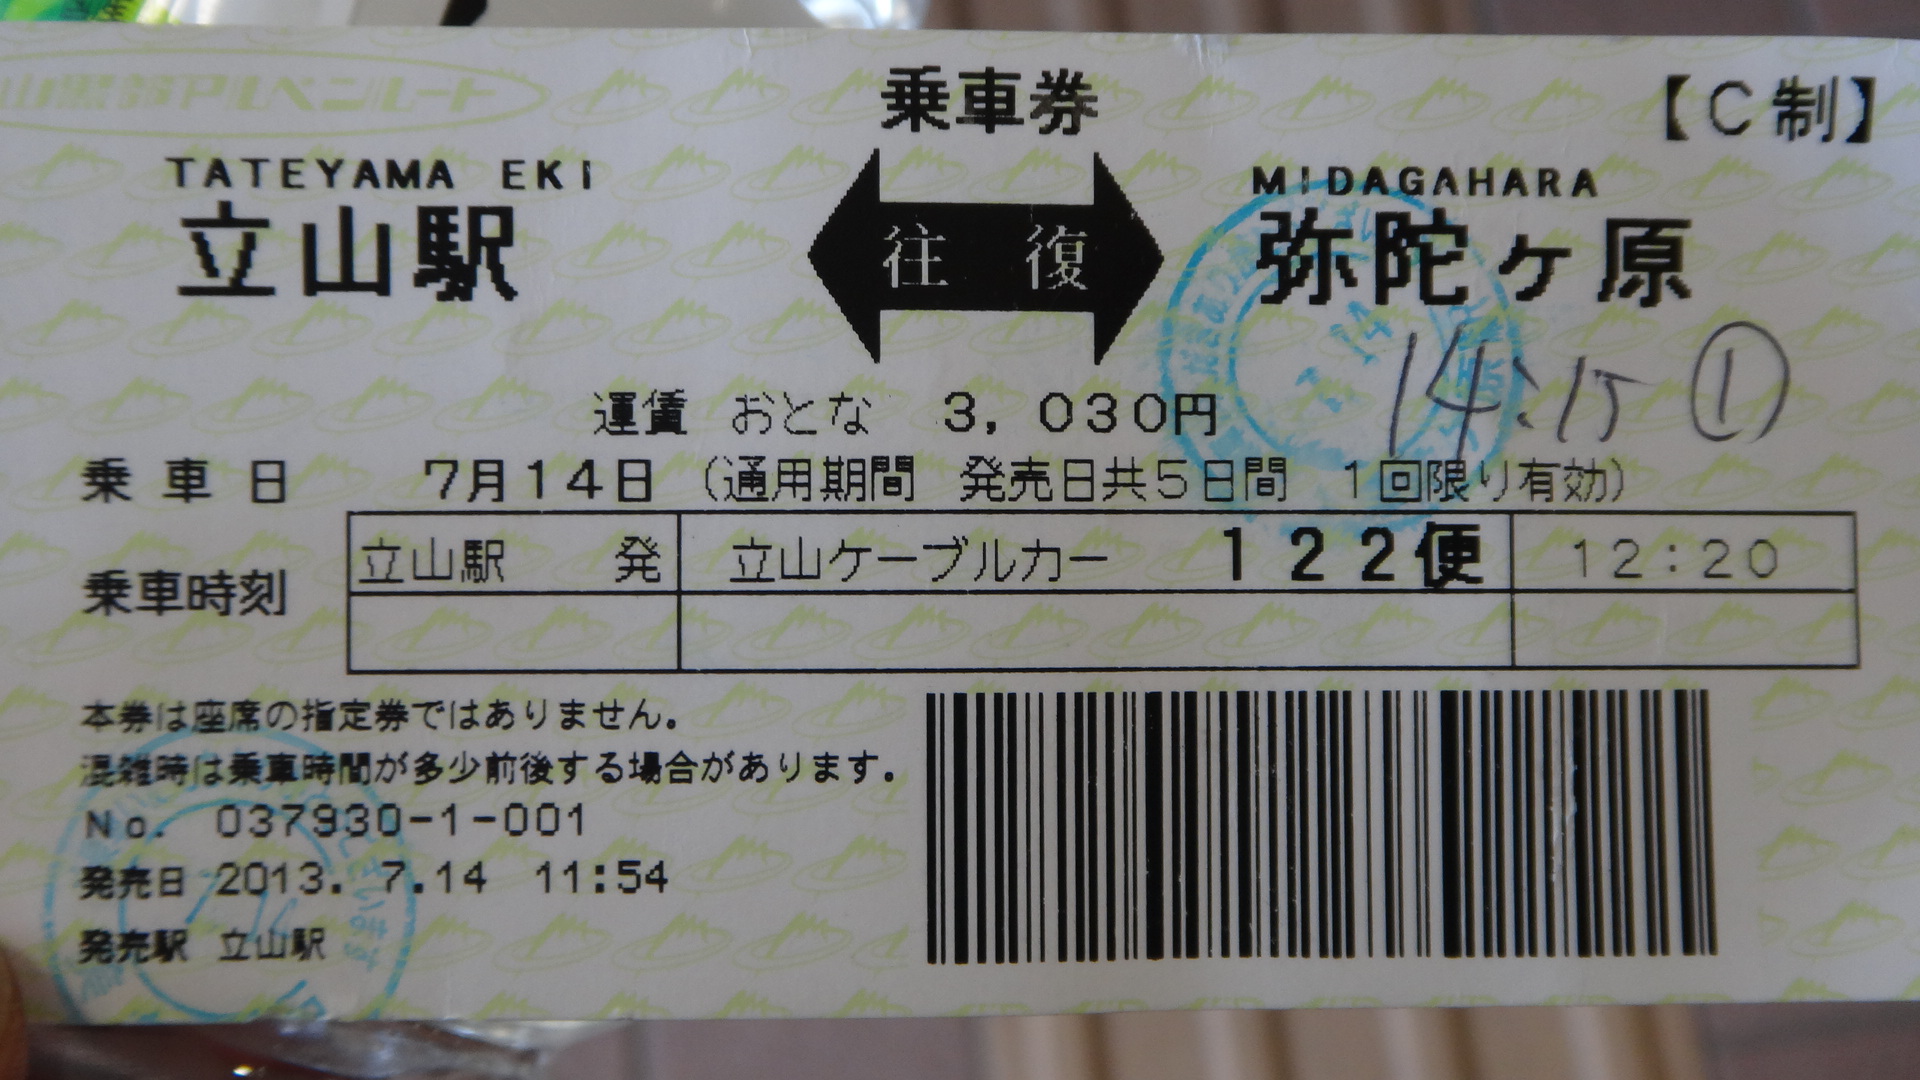 立山黒部アルペンルート
乗車券
【C制】
TATEYAMA EKI
MIDAGAHARA
立山駅
往復
弥陀ヶ原
14:15 ①
運賃 おとな 3,030円
乗車日 7月14日 (通用期間 発売日共5日間 1回限り有効)
乗車時刻
立山駅 発 立山ケーブルカー 122便 12:20
本券は座席の指定券ではありません。
混雑時は乗車時間が多少前後する場合があります。
No. 037930-1-001
発売日 2013. 7.14 11:54
発売駅 立山駅